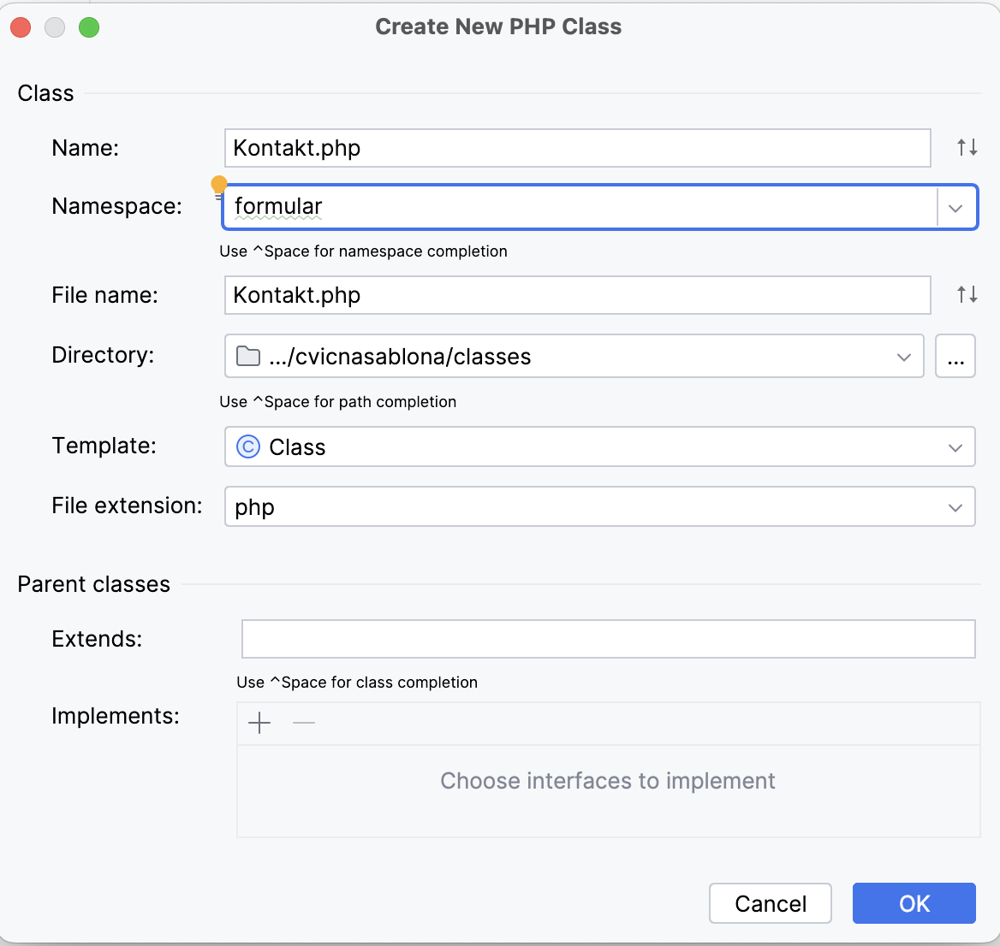 Create New PHP Class
Class
Name: Kontakt.php
Namespace: formular
Use ^Space for namespace completion
File name: Kontakt.php
Directory: .../cvicnasablona/classes ...
Use ^Space for path completion
Template: C Class
File extension: php
Parent classes
Extends:
Use ^Space for class completion
Implements:
Choose interfaces to implement
Cancel OK